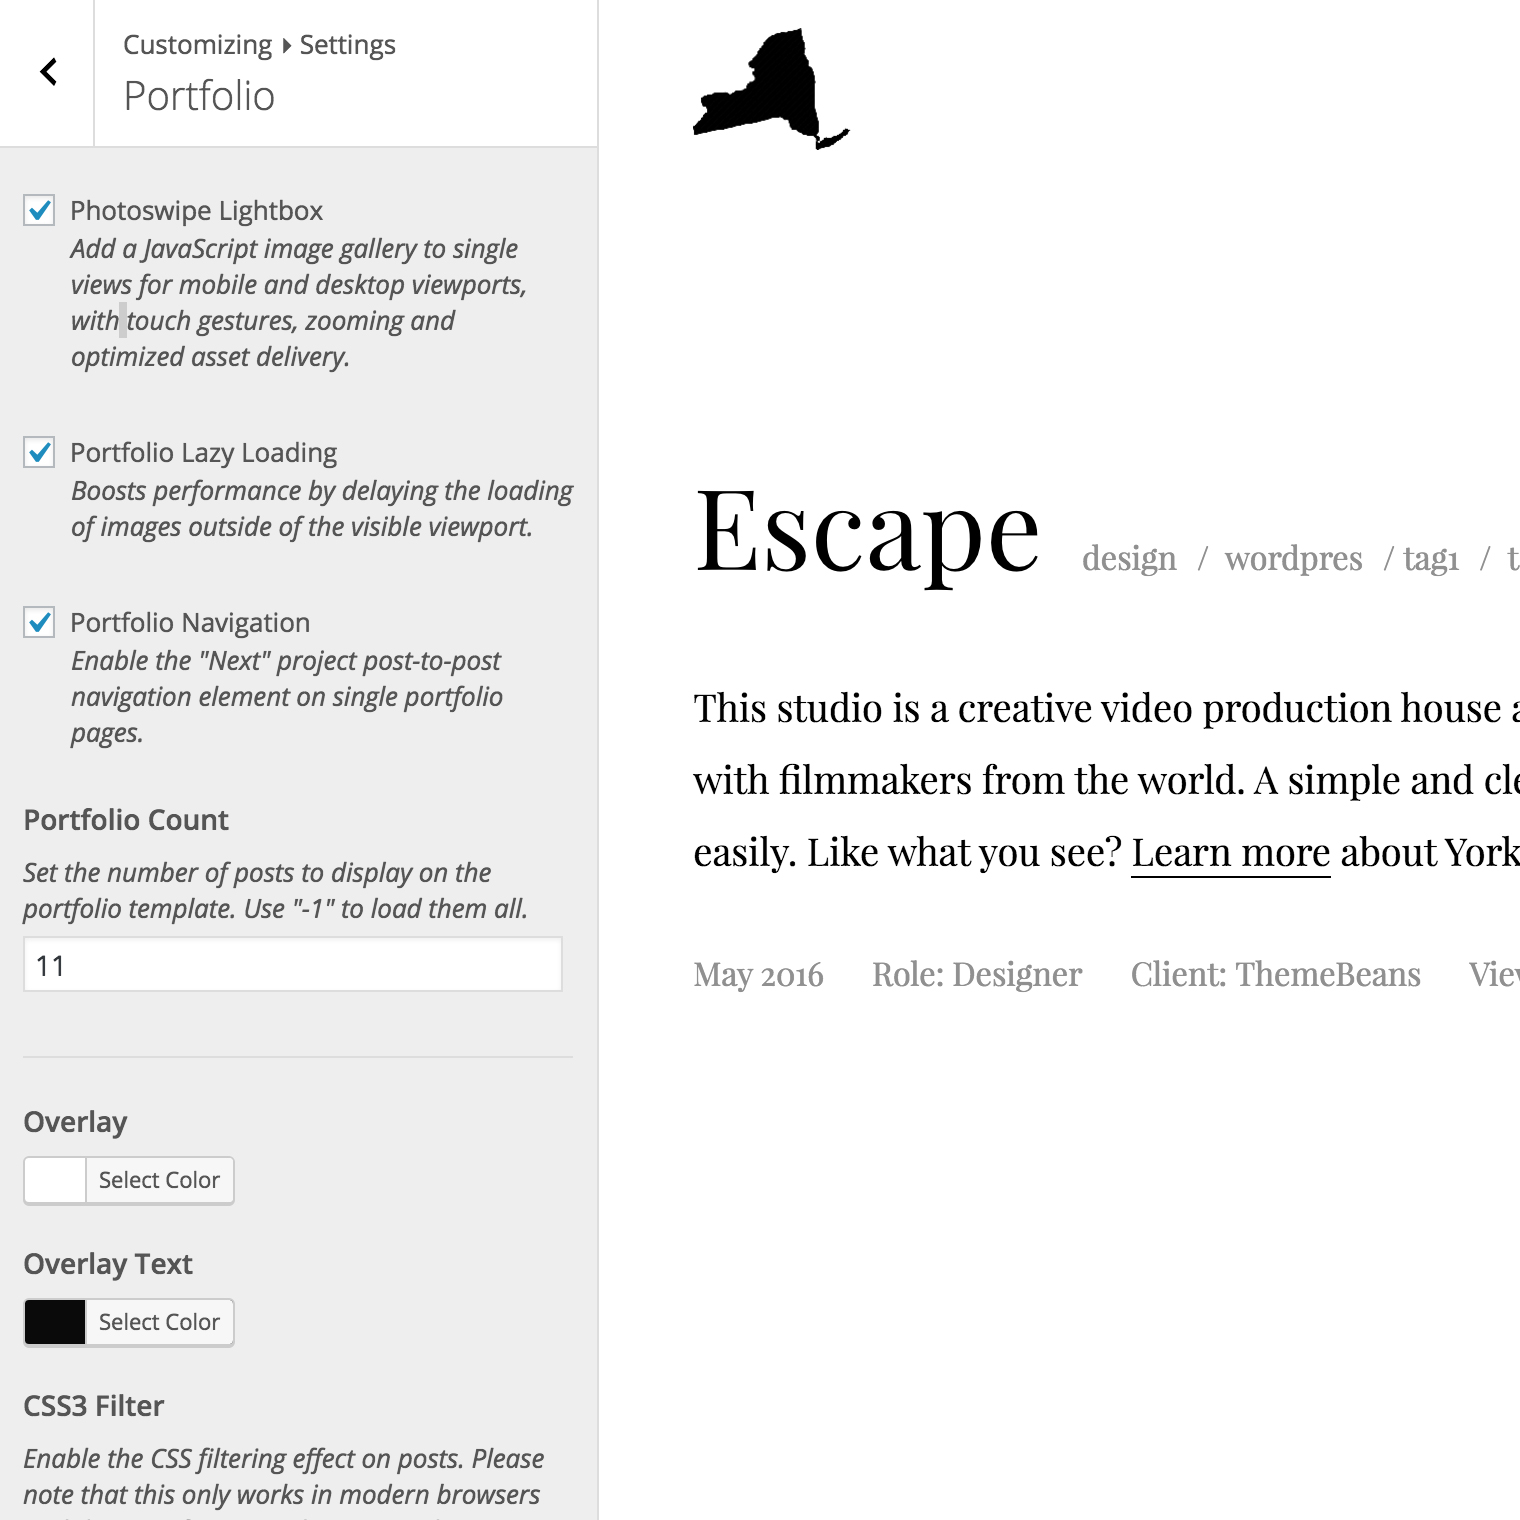 Customizing ▸ Settings
Portfolio
Photoswipe Lightbox
Add a JavaScript image gallery to single
views for mobile and desktop viewports,
with touch gestures, zooming and
optimized asset delivery.
Portfolio Lazy Loading
Boosts performance by delaying the loading
of images outside of the visible viewport.
Portfolio Navigation
Enable the "Next" project post-to-post
navigation element on single portfolio
pages.
Portfolio Count
Set the number of posts to display on the
portfolio template. Use "-1" to load them all.
11
Overlay
Select Color
Overlay Text
Select Color
CSS3 Filter
Enable the CSS filtering effect on posts. Please
note that this only works in modern browsers
Escape
design / wordpres / tag1 /
This studio is a creative video production house
with filmmakers from the world. A simple and
easily. Like what you see? Learn more about York
May 2016 Role: Designer Client: ThemeBeans